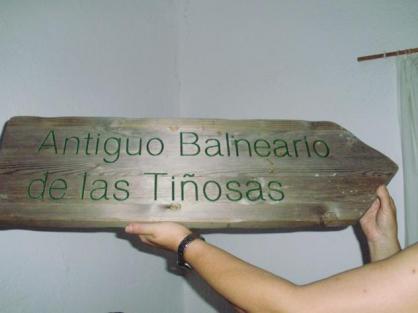 Antiguo Balneario
de las Tiñosas